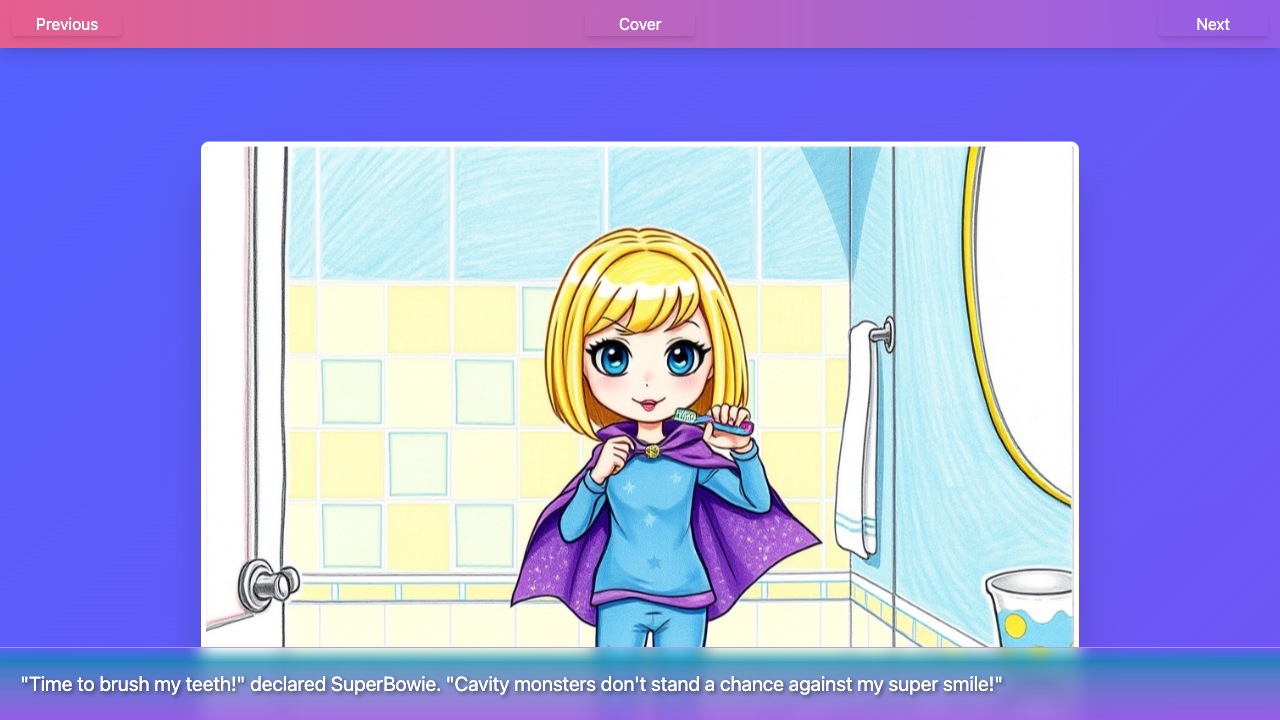 Previous
Cover
Next
"Time to brush my teeth!" declared SuperBowie. "Cavity monsters don't stand a chance against my super smile!"